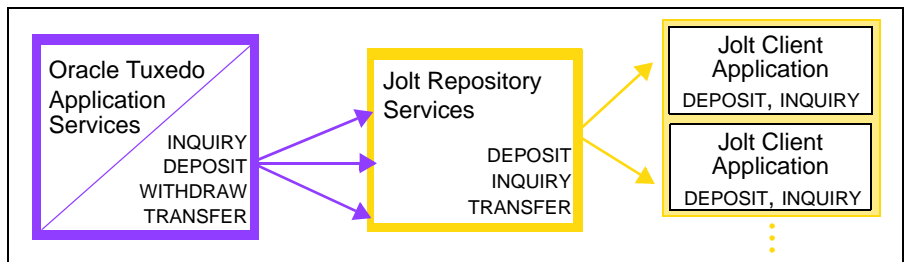 Oracle Tuxedo
Application
Services
INQUIRY
DEPOSIT
WITHDRAW
TRANSFER
Jolt Repository
Services
DEPOSIT
INQUIRY
TRANSFER
Jolt Client
Application
DEPOSIT, INQUIRY
Jolt Client
Application
DEPOSIT, INQUIRY